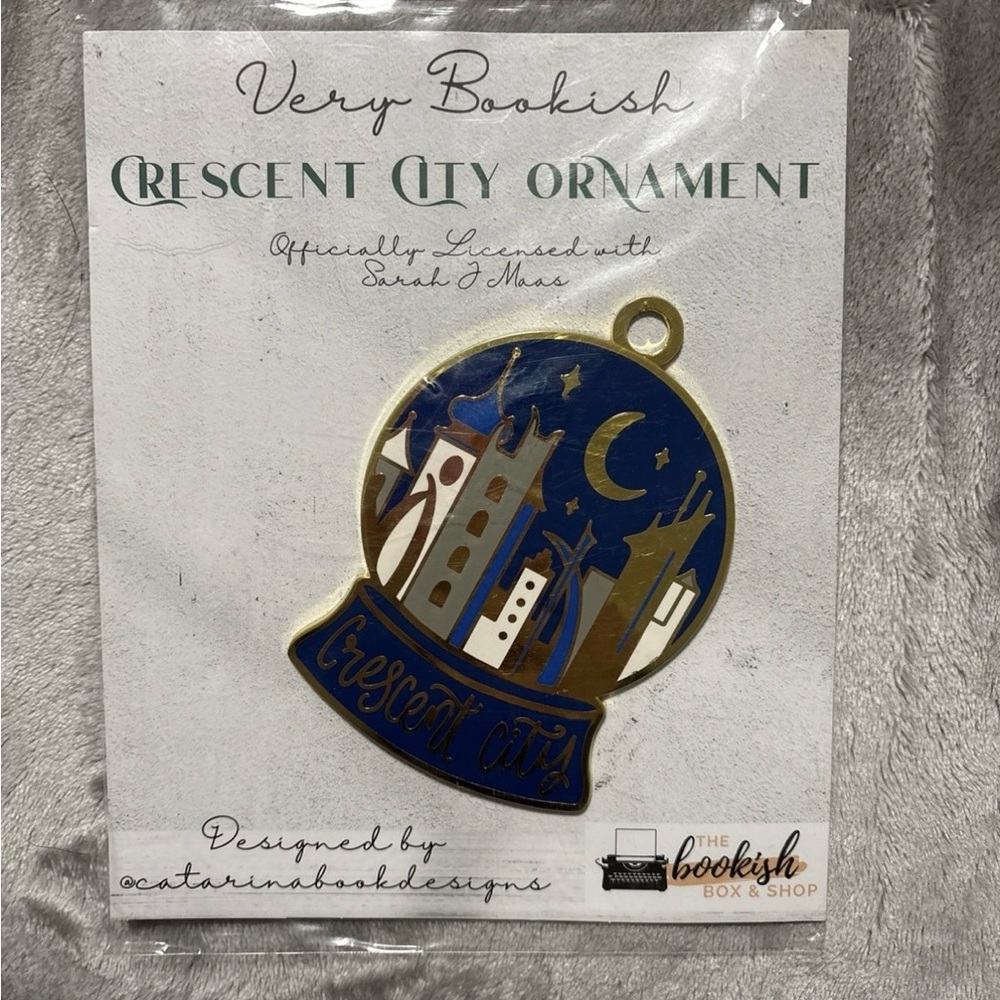 Very Bookish
CRESCENT CITY ORNAMENT
Officially Licensed with
Sarah J Maas
Crescent City
Designed by
@catarinabookdesigns
THE
bookish
BOX & SHOP